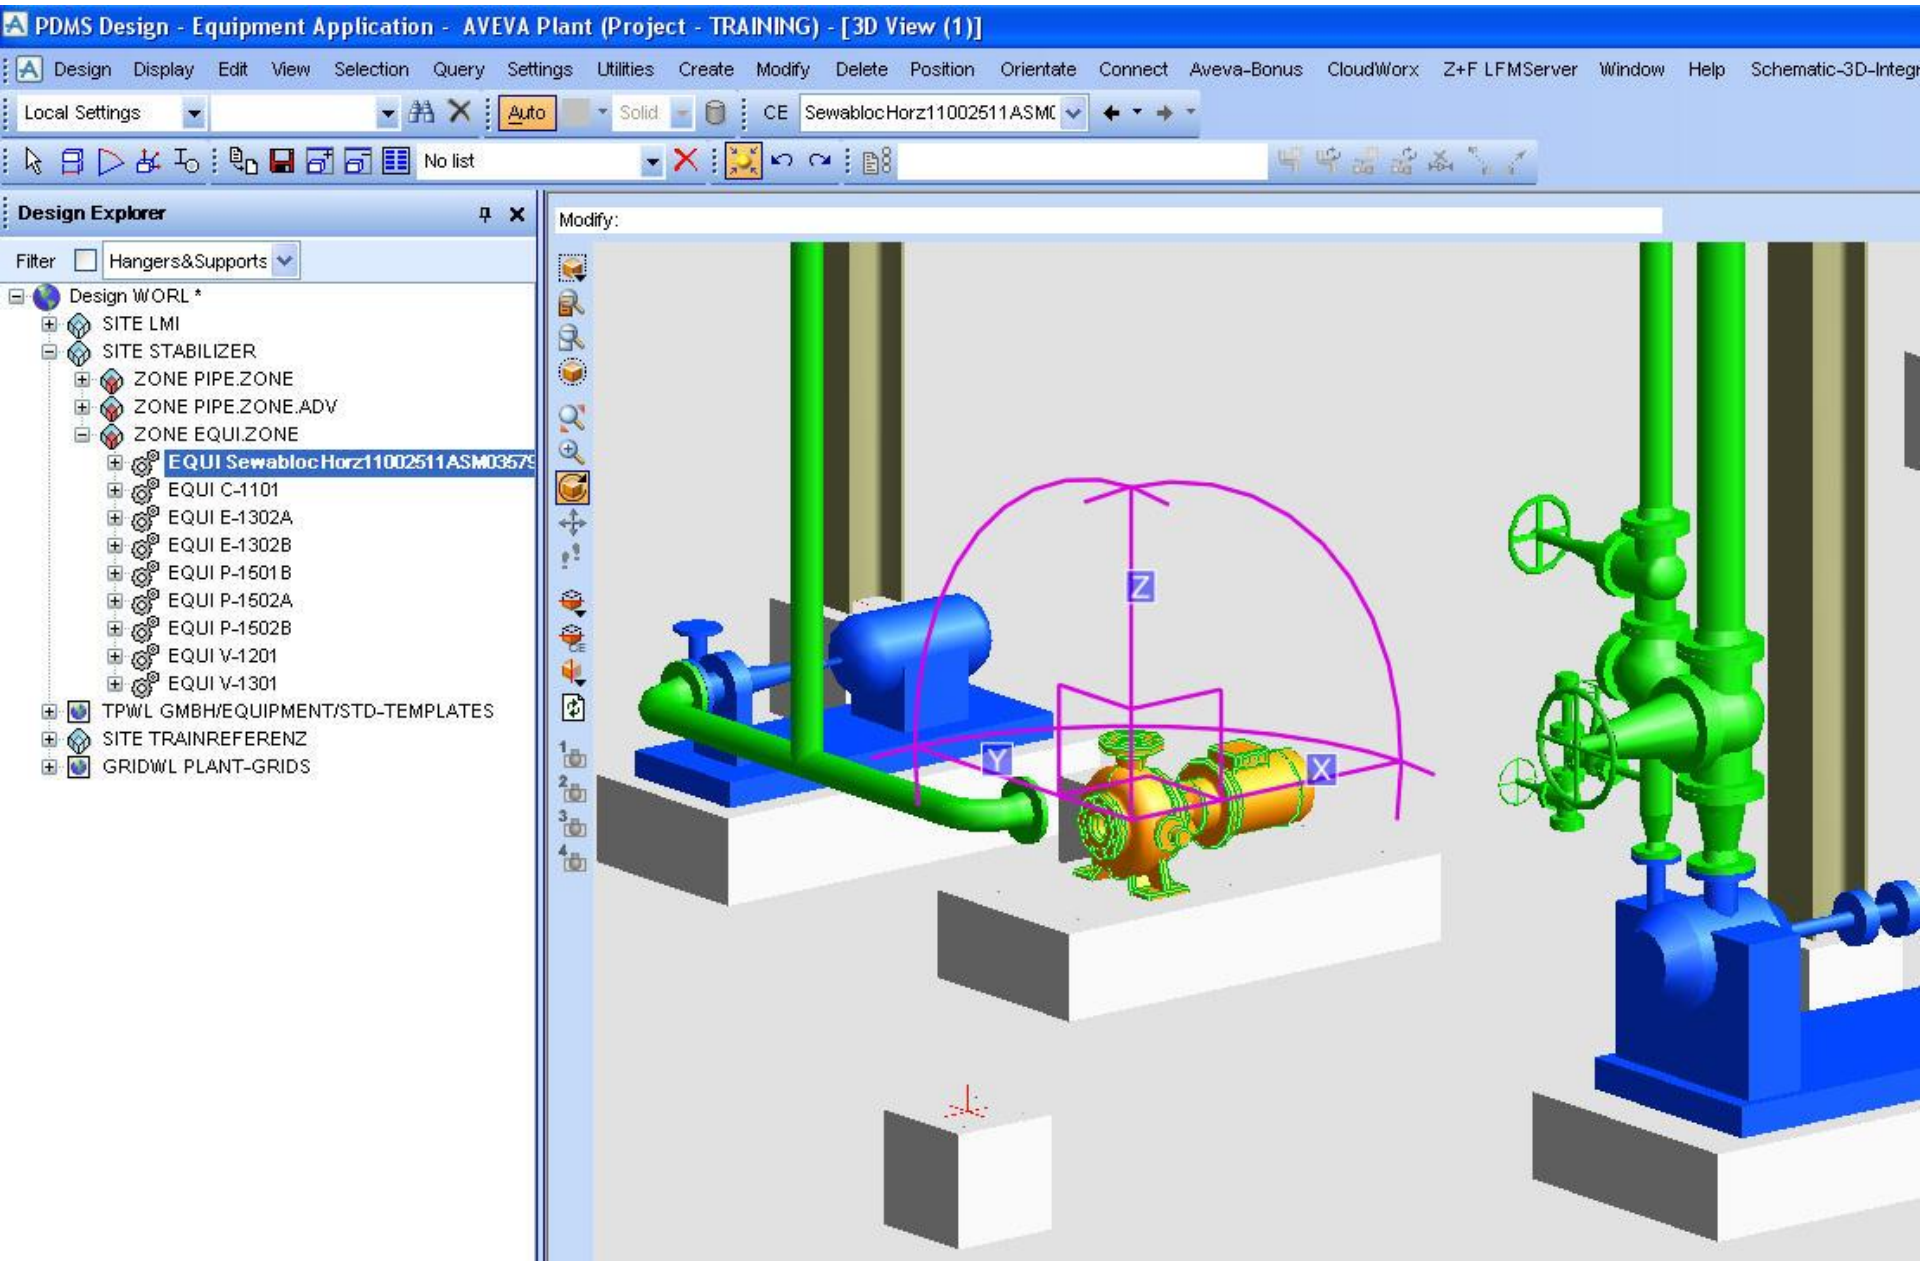 PDMS Design - Equipment Application - AVEVA Plant (Project - TRAINING) - [3D View (1)]
Design Display Edit View Selection Query Settings Utilities Create Modify Delete Position Orientate Connect Aveva-Bonus CloudWorx Z+F LFMServer Window Help Schematic-3D-Integr
Local Settings Auto Solid CE SewablocHorz11002511ASM0
No list
Design Explorer
Modify:
Filter Hangers&Supports
Design WORL *
SITE LMI
SITE STABILIZER
ZONE PIPE.ZONE
ZONE PIPE.ZONE.ADV
ZONE EQUI.ZONE
EQUI SewablocHorz11002511ASM03579
EQUI C-1101
EQUI E-1302A
EQUI E-1302B
EQUI P-1501B
EQUI P-1502A
EQUI P-1502B
EQUI V-1201
EQUI V-1301
TPWL GMBH/EQUIPMENT/STD-TEMPLATES
SITE TRAINREFERENZ
GRIDWL PLANT-GRIDS
CE
1
2
3
4
Z
Y
X